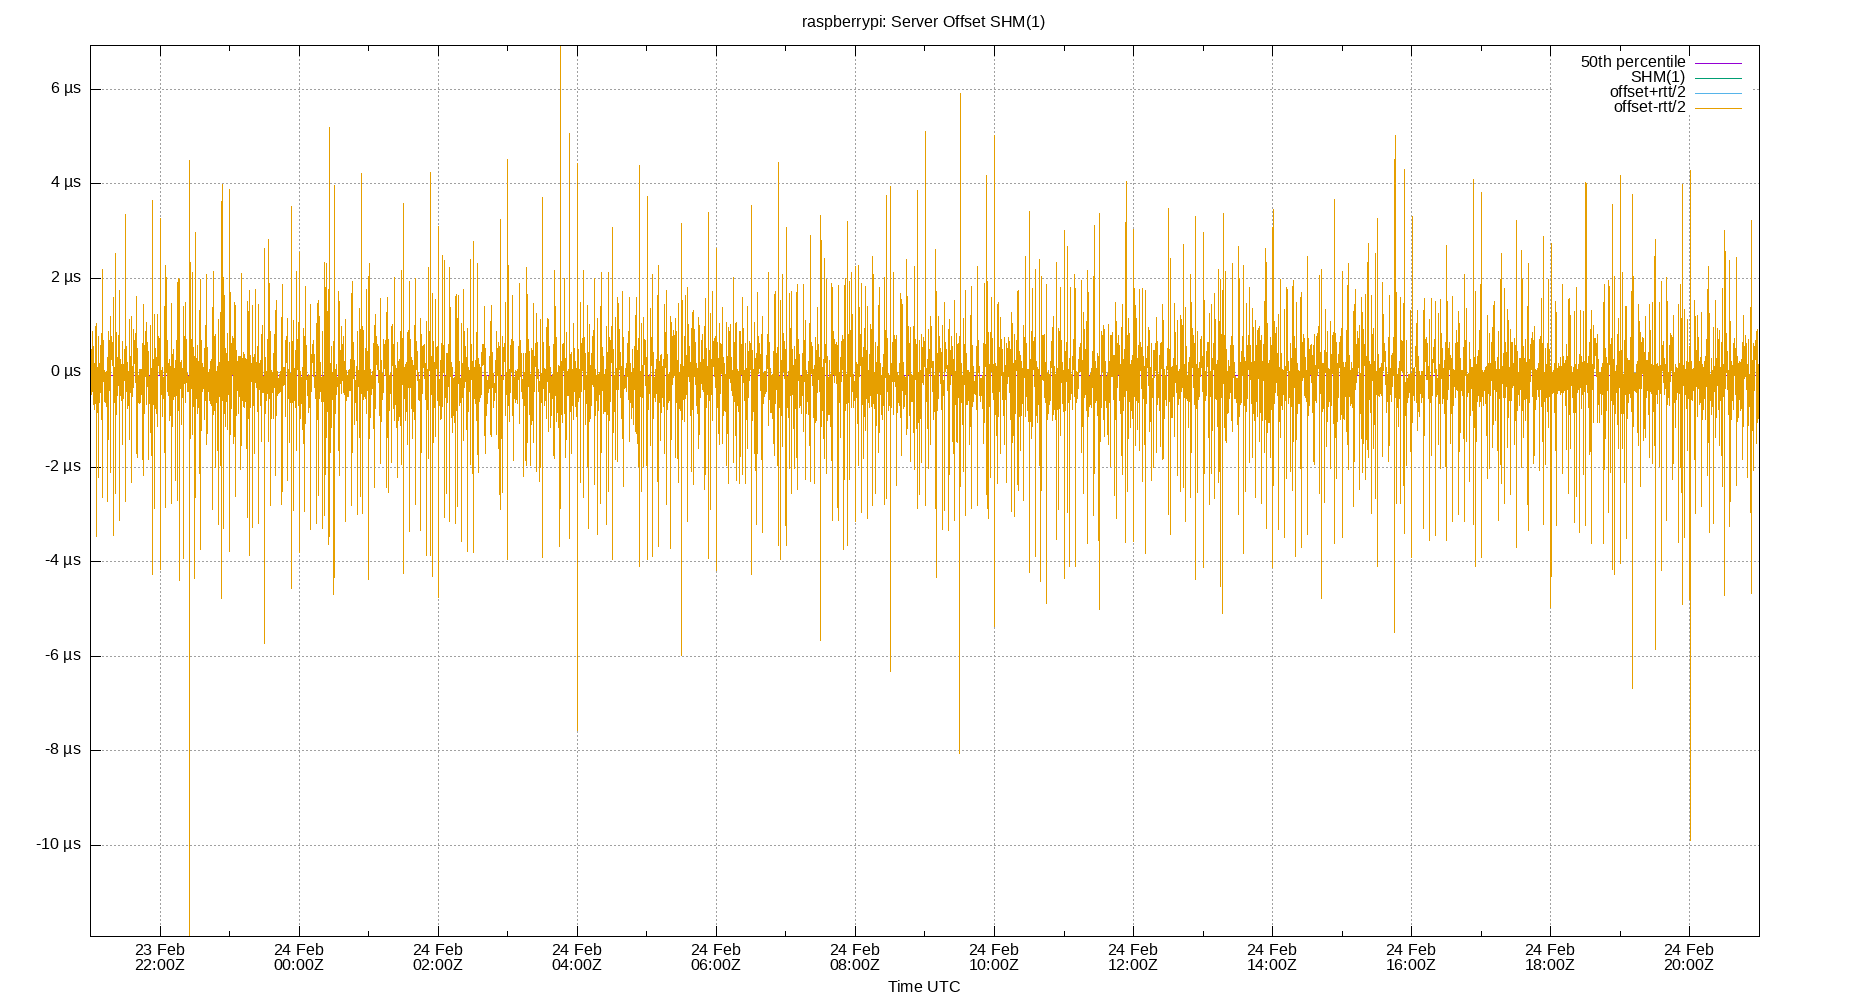 raspberrypi: Server Offset SHM(1)
50th percentile
SHM(1)
offset+rtt/2
offset-rtt/2
6 µs
4 µs
2 µs
0 µs
-2 µs
-4 µs
-6 µs
-8 µs
-10 µs
23 Feb 24 Feb 24 Feb 24 Feb 24 Feb 24 Feb 24 Feb 24 Feb 24 Feb 24 Feb 24 Feb 24 Feb
22:00Z 00:00Z 02:00Z 04:00Z 06:00Z 08:00Z 10:00Z 12:00Z 14:00Z 16:00Z 18:00Z 20:00Z
Time UTC